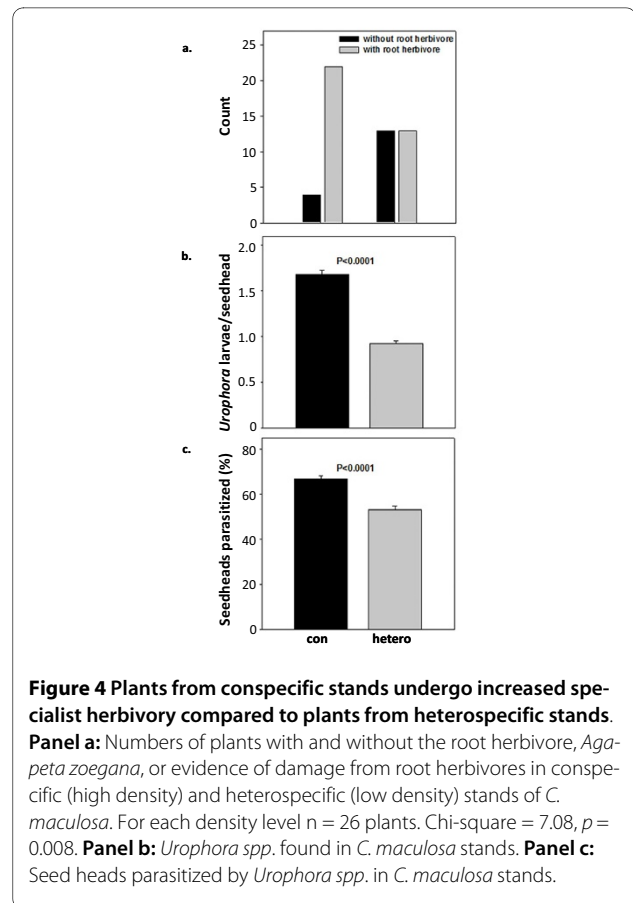 a.
without root herbivore
with root herbivore
25
20
15
10
5
0
Count
b.
P<0.0001
2.0
1.5
1.0
0.5
0
Urophora larvae/seedhead
c.
P<0.0001
80
60
40
20
0
Seedheads parasitized (%)
con hetero
Figure 4 Plants from conspecific stands undergo increased spe-
cialist herbivory compared to plants from heterospecific stands.
Panel a: Numbers of plants with and without the root herbivore, Aga-
peta zoegana, or evidence of damage from root herbivores in conspe-
cific (high density) and heterospecific (low density) stands of C.
maculosa. For each density level n = 26 plants. Chi-square = 7.08, p =
0.008. Panel b: Urophora spp. found in C. maculosa stands. Panel c:
Seed heads parasitized by Urophora spp. in C. maculosa stands.